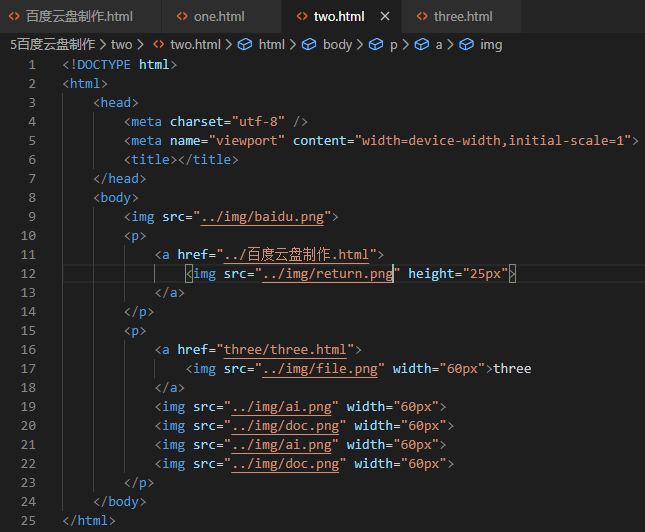 百度云盘制作.html one.html two.html three.html
5百度云盘制作 > two > two.html > html > body > p > a > img
1 <!DOCTYPE html>
2 <html>
3 <head>
4 <meta charset="utf-8" />
5 <meta name="viewport" content="width=device-width,initial-scale=1">
6 <title></title>
7 </head>
8 <body>
9 <img src="../img/baidu.png">
10 <p>
11 <a href="../百度云盘制作.html">
12 <img src="../img/return.png" height="25px">
13 </a>
14 </p>
15 <p>
16 <a href="three/three.html">
17 <img src="../img/file.png" width="60px">three
18 </a>
19 <img src="../img/ai.png" width="60px">
20 <img src="../img/doc.png" width="60px">
21 <img src="../img/ai.png" width="60px">
22 <img src="../img/doc.png" width="60px">
23 </p>
24 </body>
25 </html>